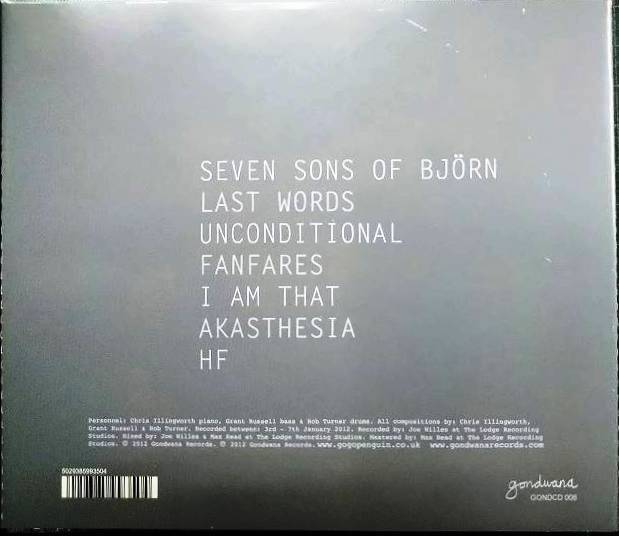 SEVEN SONS OF BJÖRN
LAST WORDS
UNCONDITIONAL
FANFARES
I AM THAT
AKASTHESIA
HF
Personnel: Chris Illingworth piano, Grant Russell bass & Rob Turner drums. All compositions by: Chris Illingworth,
Grant Russell & Rob Turner. Recorded between: 3rd - 7th January 2012. Recorded by: Joe Willes at The Lodge Recording
Studios. Mixed by: Joe Willes & Max Read at The Lodge Recording Studios. Mastered by: Max Read at The Lodge Recording
Studios. ℗ 2012 Gondwana Records. © 2012 Gondwana Records. www.gogopenguin.co.uk www.gondwanarecords.com
5029385993504
gondwana
GONDCD 008